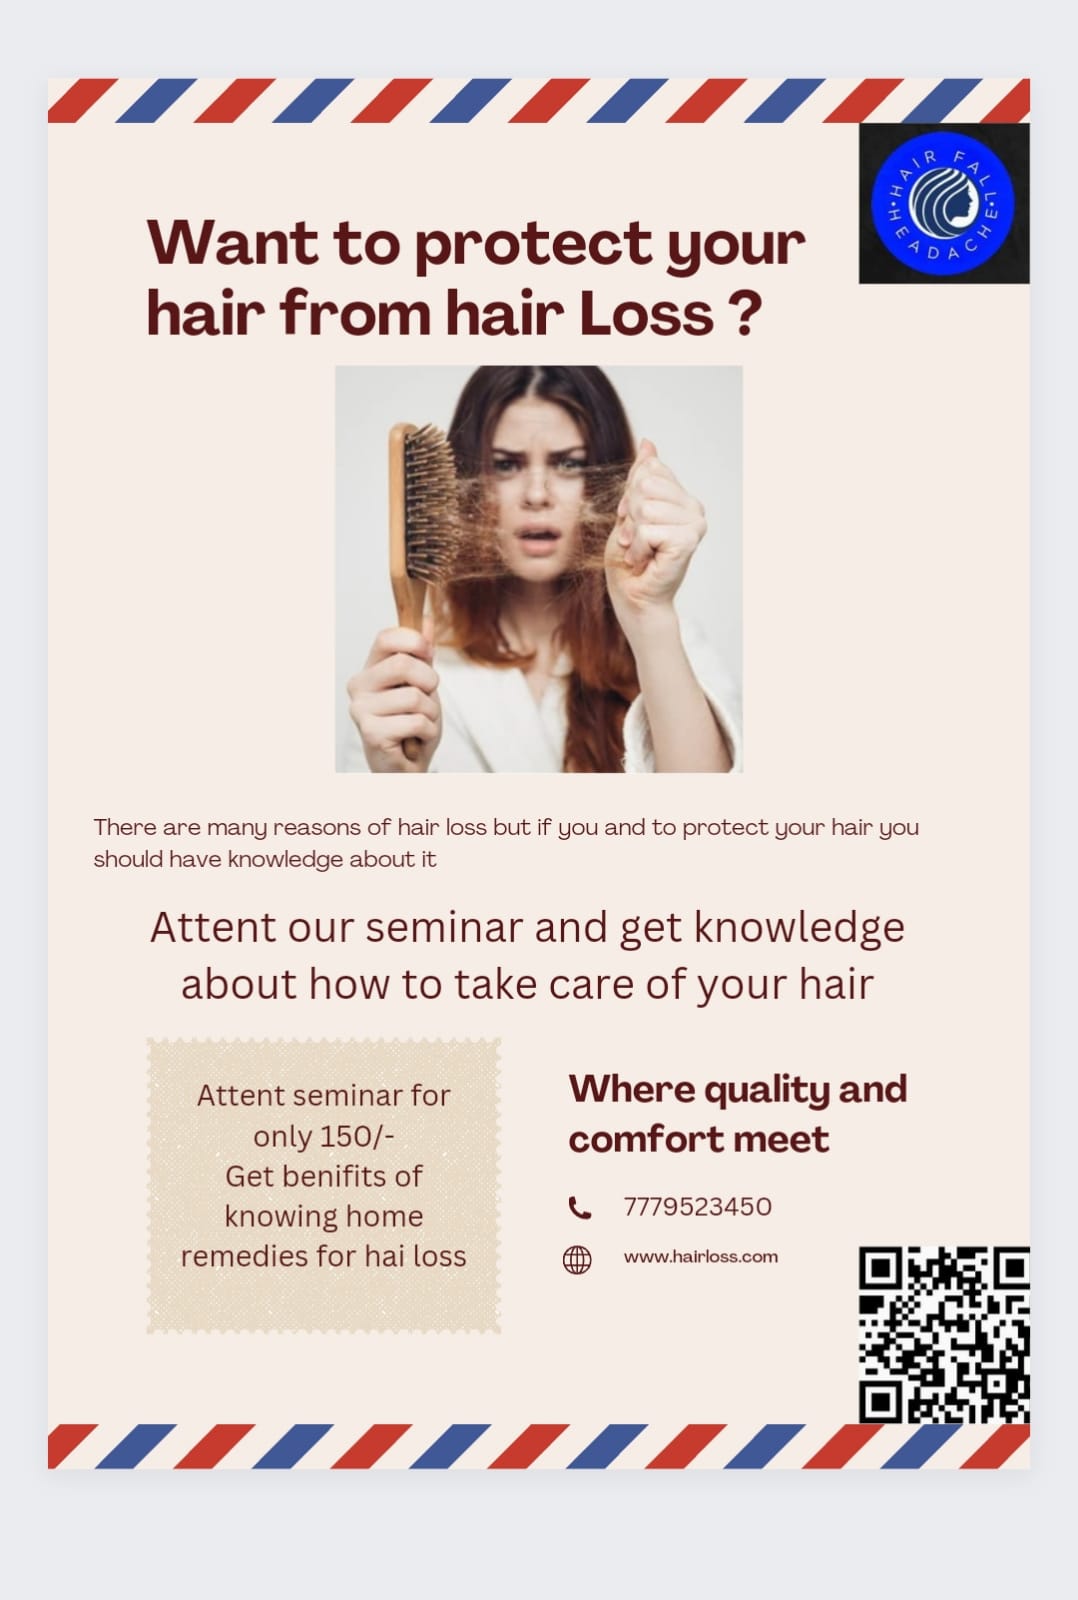 HAIR FALL
HEADACHE
Want to protect your
hair from hair Loss ?
There are many reasons of hair loss but if you and to protect your hair you
should have knowledge about it
Attent our seminar and get knowledge
about how to take care of your hair
Attent seminar for
only 150/-
Get benifits of
knowing home
remedies for hai loss
Where quality and
comfort meet
7779523450
www.hairloss.com